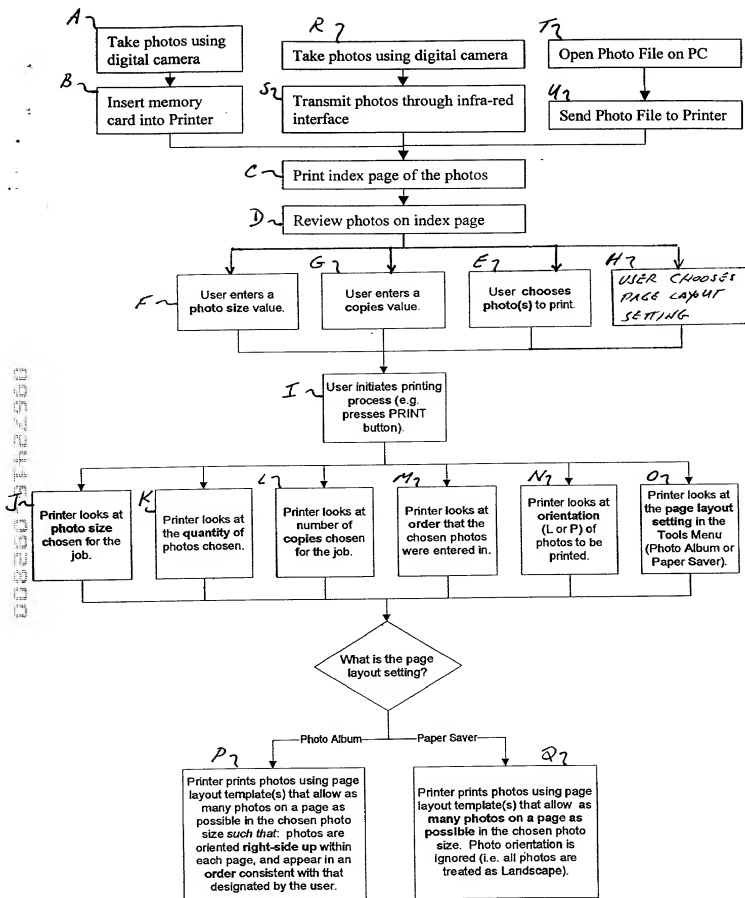 A
Take photos using
digital camera
B
Insert memory
card into Printer
R
Take photos using digital camera
S
Transmit photos through infra-red
interface
T
Open Photo File on PC
U
Send Photo File to Printer
C
Print index page of the photos
D
Review photos on index page
F
User enters a
photo size value.
G
User enters a
copies value.
E
User chooses
photo(s) to print.
H
USER CHOOSES
PAGE LAYOUT
SETTING
I
User initiates printing
process (e.g.
presses PRINT
button).
J
Printer looks at
photo size
chosen for the
job.
K
Printer looks at
the quantity of
photos chosen.
L
Printer looks at
number of
copies chosen
for the job.
M
Printer looks at
order that the
chosen photos
were entered in.
N
Printer looks at
orientation
(L or P) of
photos to be
printed.
O
Printer looks at
the page layout
setting in the
Tools Menu
(Photo Album or
Paper Saver).
What is the page
layout setting?
Photo Album
Paper Saver
P
Printer prints photos using page
layout template(s) that allow as
many photos on a page as
possible in the chosen photo
size such that: photos are
oriented right-side up within
each page, and appear in an
order consistent with that
designated by the user.
Q
Printer prints photos using page
layout template(s) that allow as
many photos on a page as
possible in the chosen photo
size. Photo orientation is
ignored (i.e. all photos are
treated as Landscape).